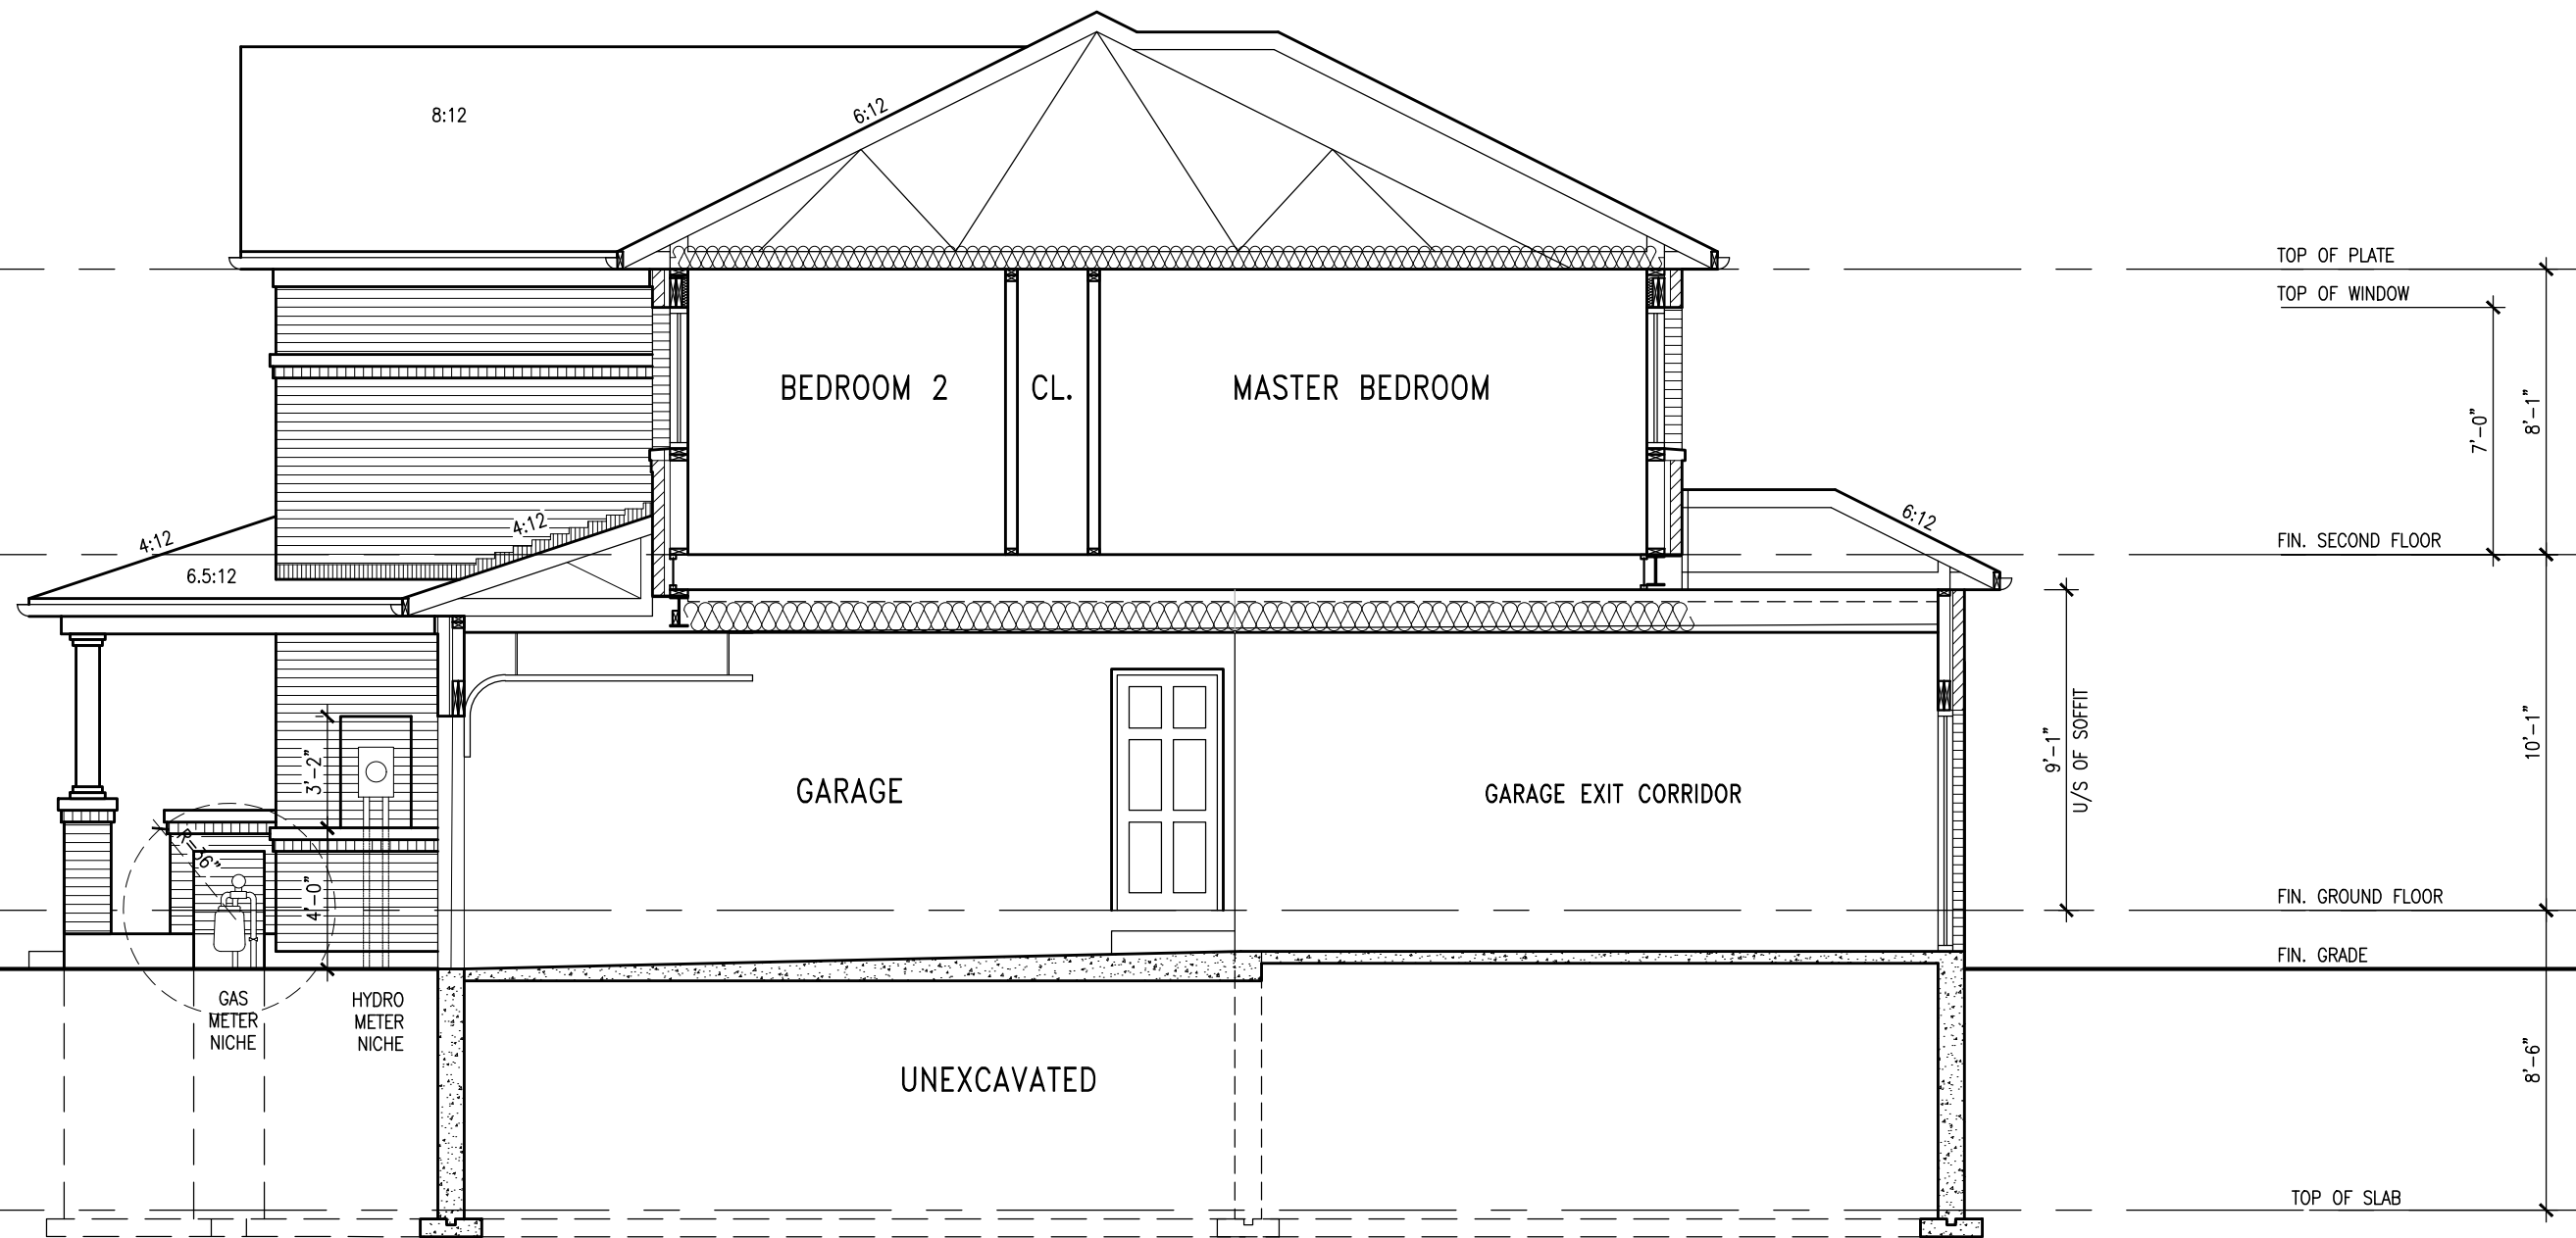 8:12
6:12
TOP OF PLATE
TOP OF WINDOW
BEDROOM 2
CL.
MASTER BEDROOM
7'-0"
8'-1"
4:12
4:12
6:12
FIN. SECOND FLOOR
6.5:12
9'-1"
U/S OF SOFFIT
10'-1"
3'-2"
GARAGE
GARAGE EXIT CORRIDOR
R=36"
4'-0"
FIN. GROUND FLOOR
FIN. GRADE
GAS
METER
NICHE
HYDRO
METER
NICHE
UNEXCAVATED
8'-6"
TOP OF SLAB